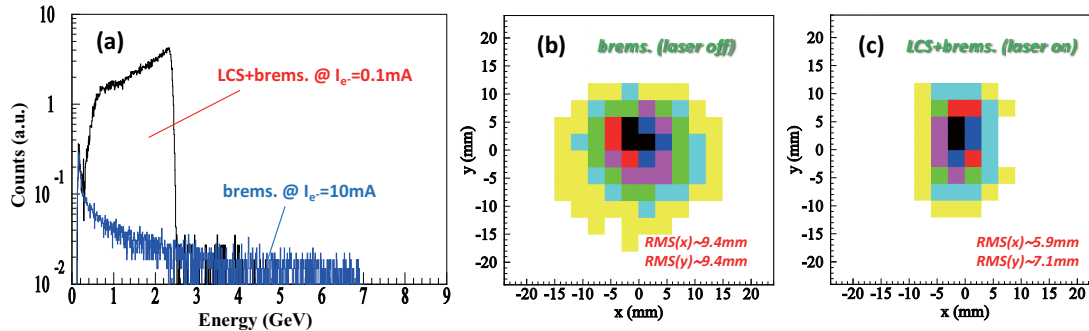 (a)
LCS+brems. @ Ie-=0.1mA
brems. @ Ie-=10mA
Counts (a.u.)
10
1
10-1
10-2
0 1 2 3 4 5 6 7 8 9
Energy (GeV)
(b)
brems. (laser off)
y (mm)
20
15
10
5
0
-5
-10
-15
-20
RMS(x)~9.4mm
RMS(y)~9.4mm
-20 -15 -10 -5 0 5 10 15 20
x (mm)
(c)
LCS+brems. (laser on)
y (mm)
20
15
10
5
0
-5
-10
-15
-20
RMS(x)~5.9mm
RMS(y)~7.1mm
-20 -15 -10 -5 0 5 10 15 20
x (mm)